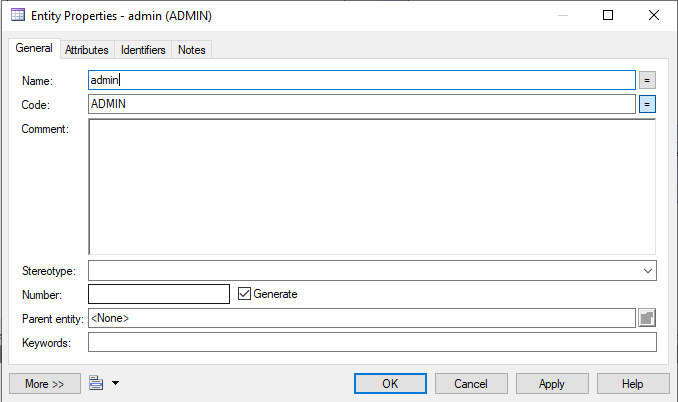 Entity Properties - admin (ADMIN)
General Attributes Identifiers Notes
Name: admin =
Code: ADMIN =
Comment:
Stereotype:
Number: Generate
Parent entity: <None>
Keywords:
More >> OK Cancel Apply Help